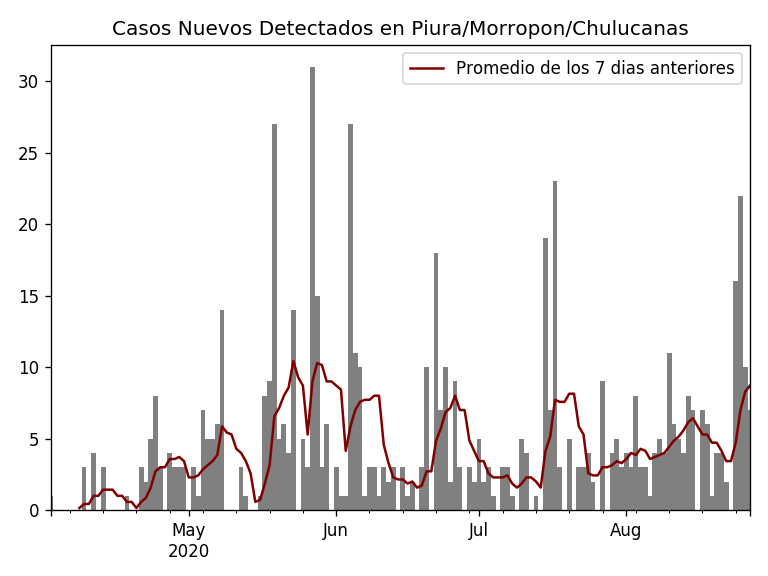 Casos Nuevos Detectados en Piura/Morropon/Chulucanas
Promedio de los 7 dias anteriores
30
25
20
15
10
5
0
May Jun Jul Aug
2020